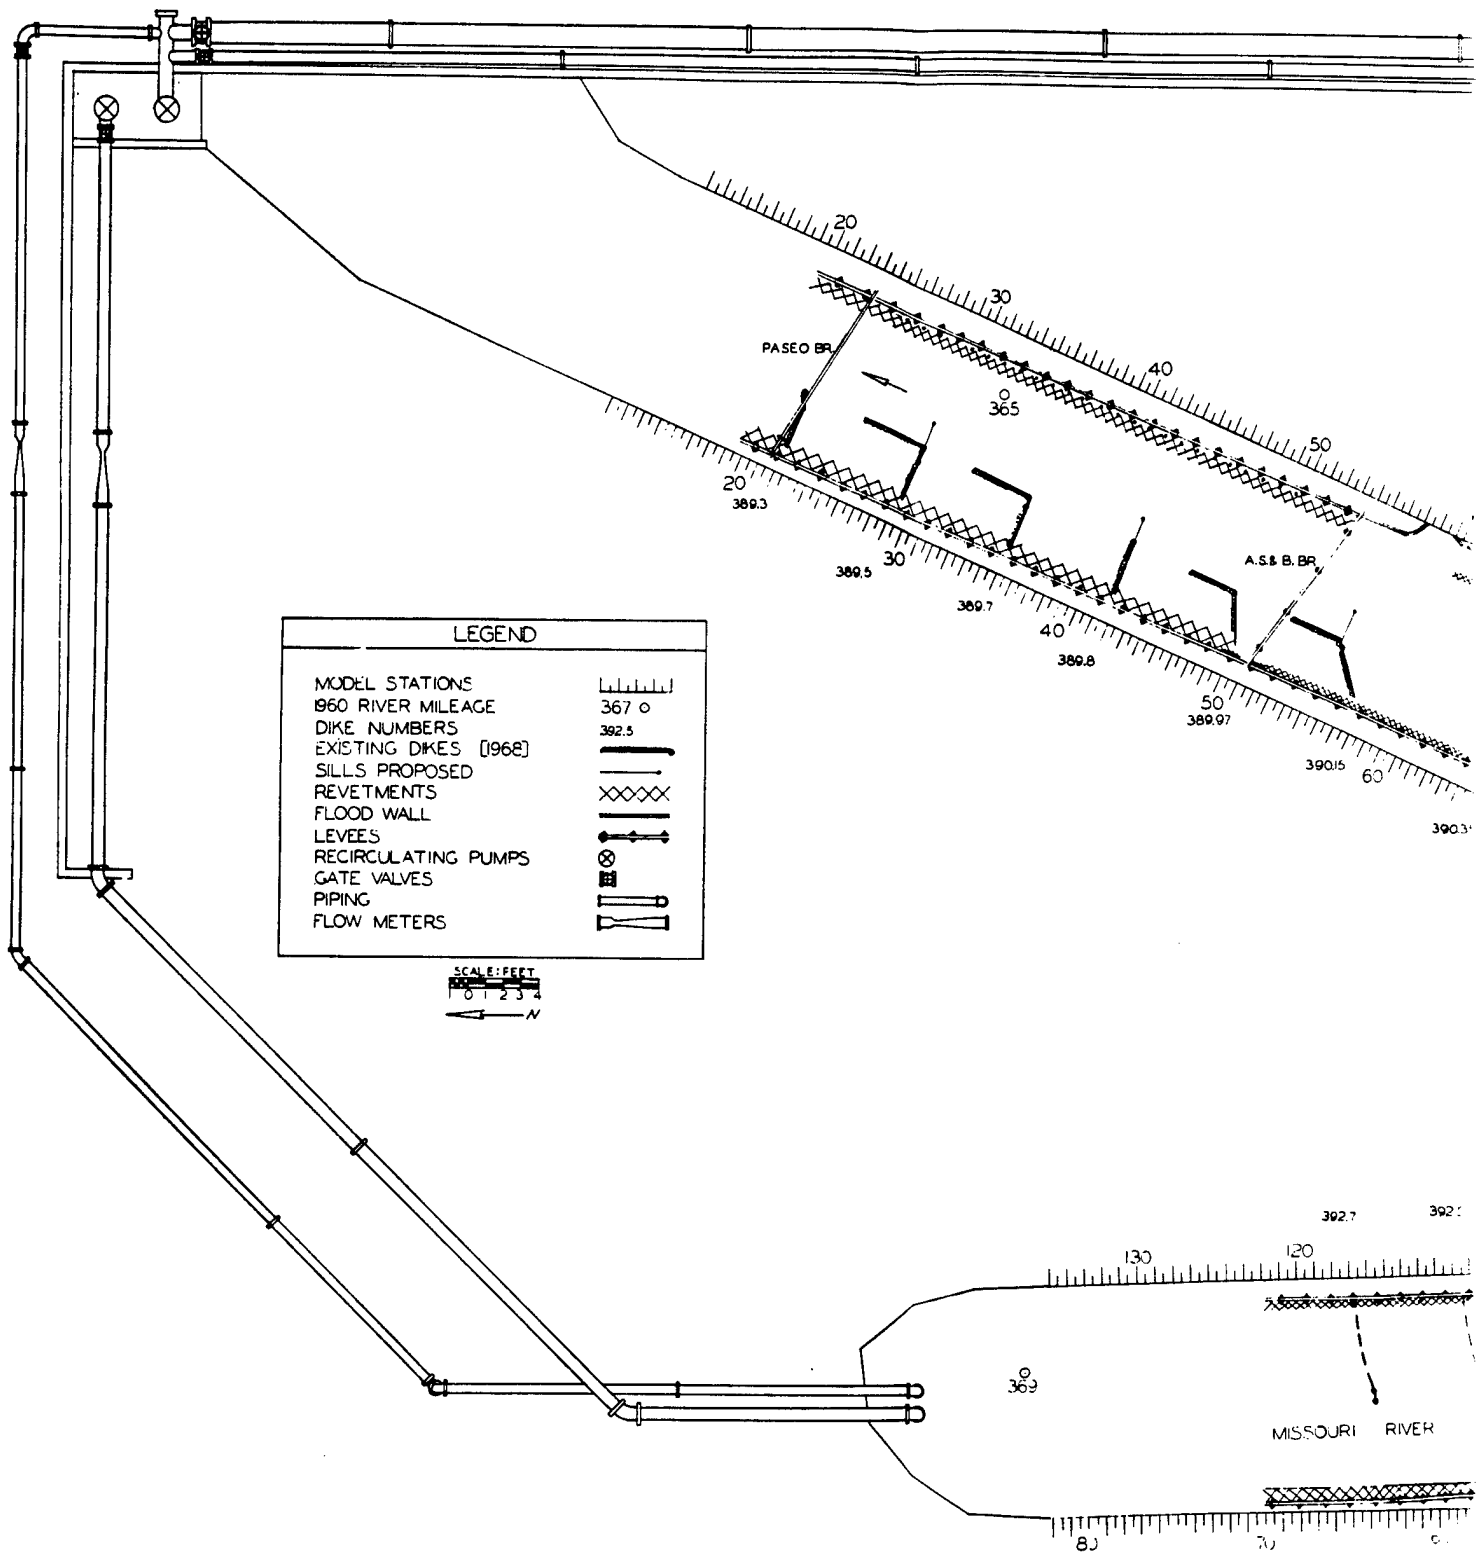 20
30
PASEO BR.
40
365
50
20
389.3
A.S.& B. BR.
30
389.5
389.7
40
LEGEND
389.8
MODEL STATIONS
1960 RIVER MILEAGE 367
50
389.97
DIKE NUMBERS 392.5
EXISTING DIKES [1968]
SILLS PROPOSED
390.15
60
REVETMENTS
FLOOD WALL
LEVEES
RECIRCULATING PUMPS
GATE VALVES
PIPING
FLOW METERS
SCALE: FEET
1 0 1 2 3 4
N
392.7
130
120
369
MISSOURI RIVER
70